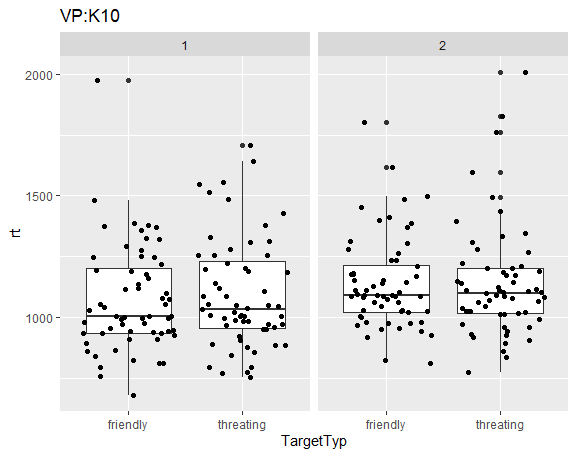 VP:K10
1
2
2000
1500
1000
rt
friendly
threating
friendly
threating
TargetTyp